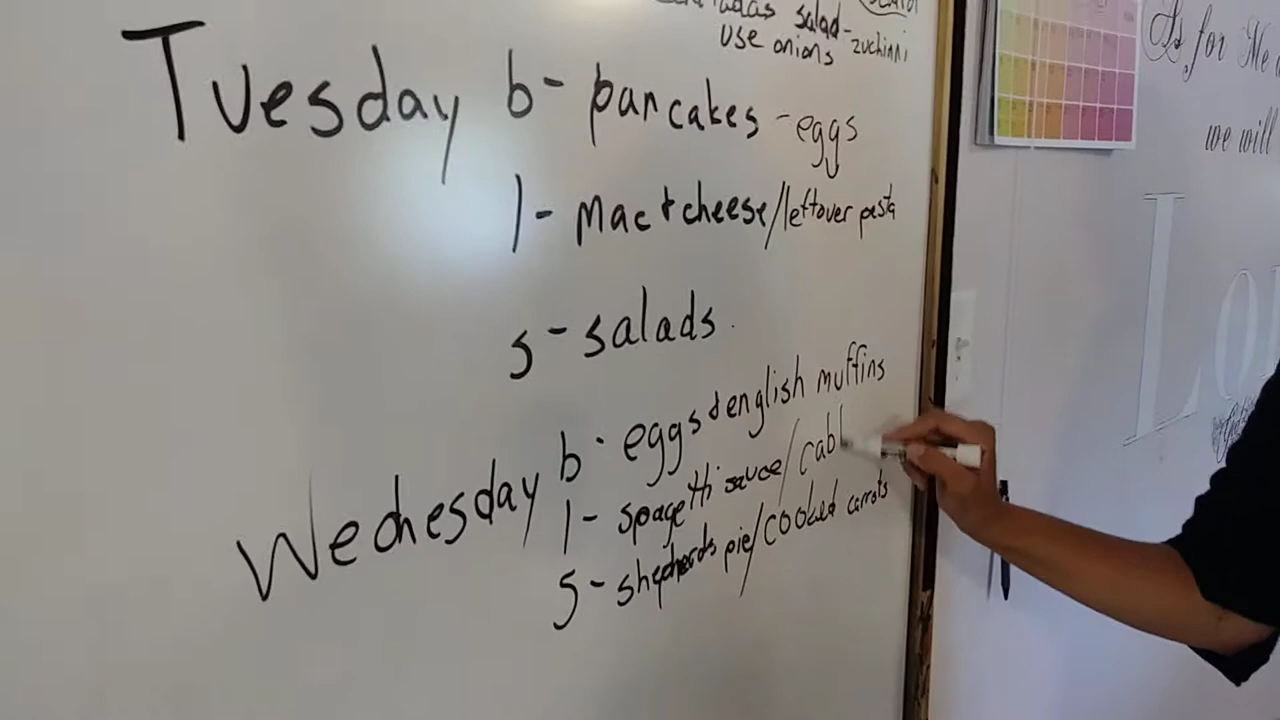 salad-
use onions zuchinni
Tuesday b- pancakes - eggs
l- mac + cheese/leftover pasta
s- salads.
Wednesday b- eggs + english muffins
l- spagetti sauce/cabb
s- shepherds pie/cooked carrots
As for Me
we will